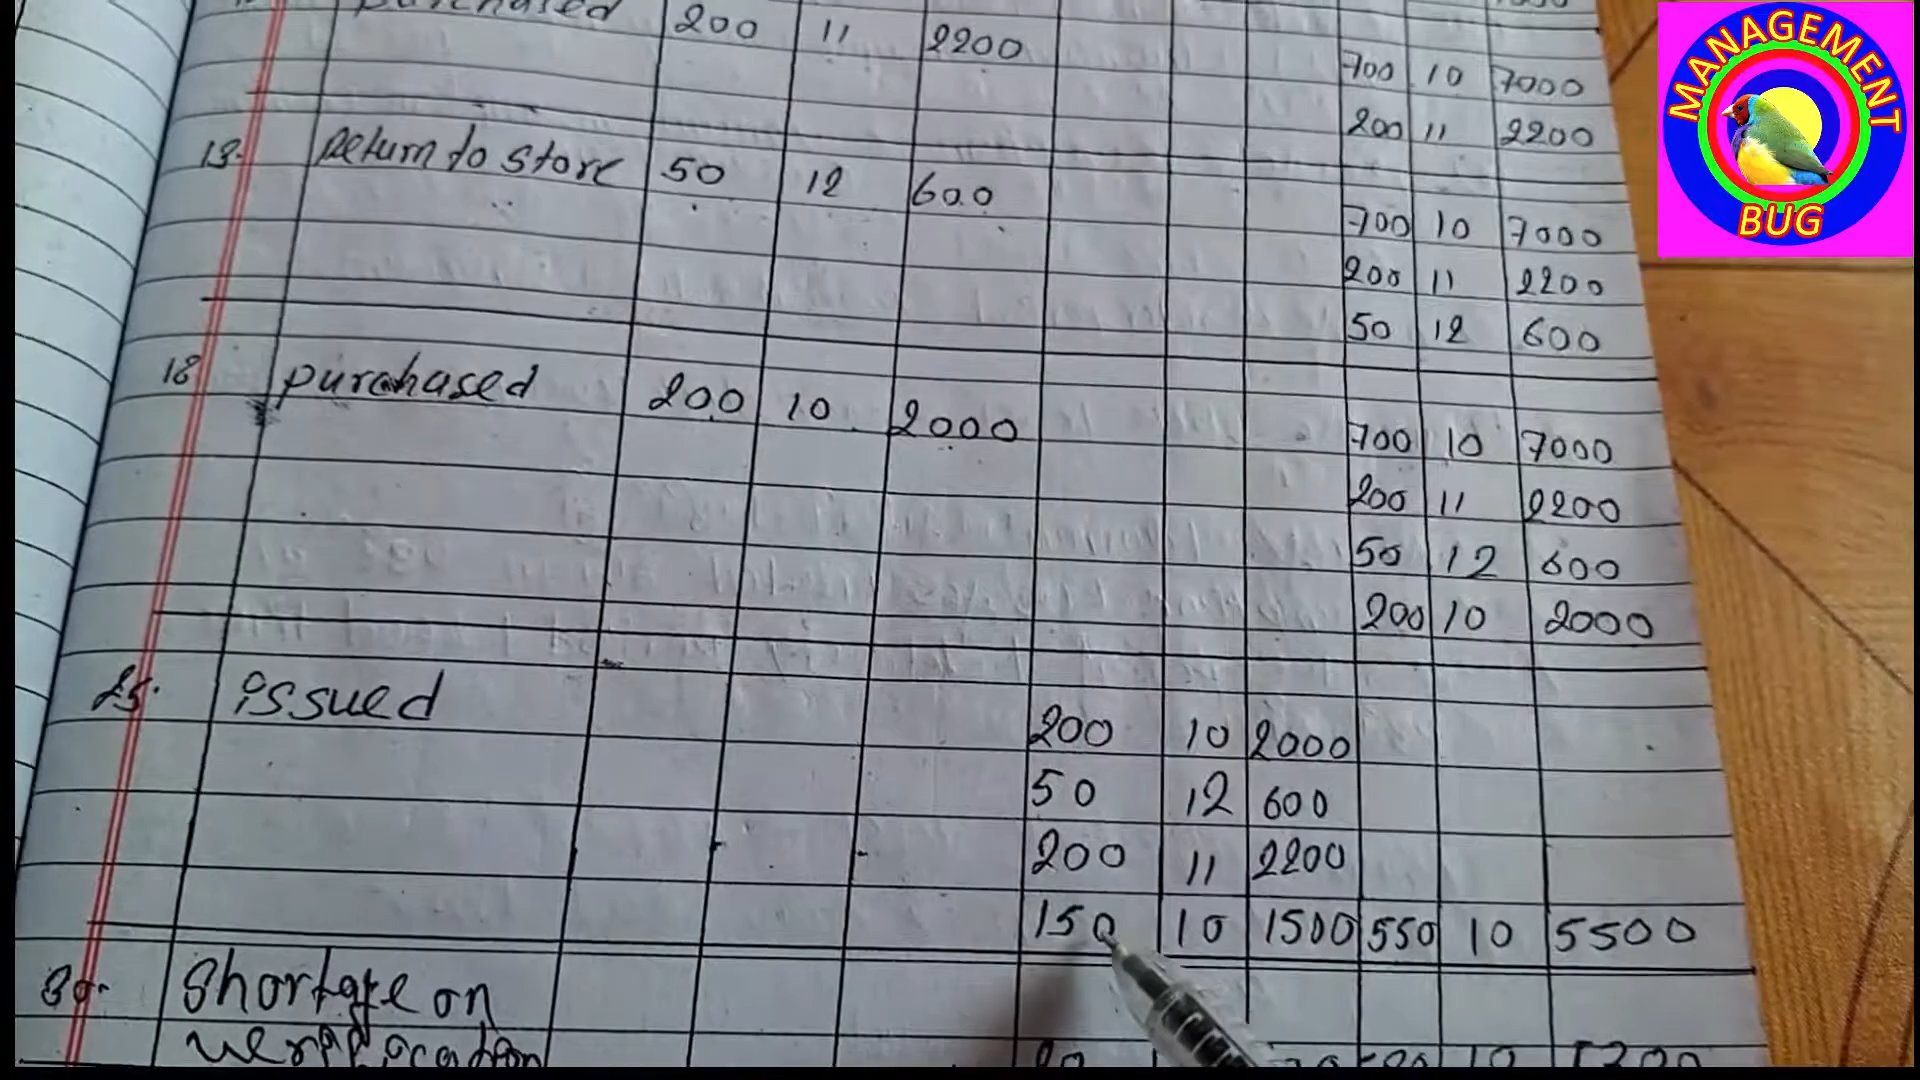 purchased 200 11 2200
700 10 7000
200 11 2200
13. Return to store 50 12 600
700 10 7000
200 11 2200
50 12 600
18 purchased 200 10 2000
700 10 7000
200 11 2200
50 12 600
200 10 2000
25. issued
200 10 2000
50 12 600
200 11 2200
150 10 1500 550 10 5500
30. Shortage on
MANAGEMENT
BUG